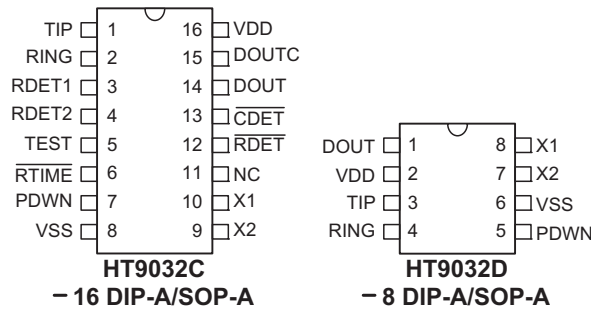 TIP 1 16 VDD
RING 2 15 DOUTC
RDET1 3 14 DOUT
RDET2 4 13 CDET
TEST 5 12 RDET
RTIME 6 11 NC
PDWN 7 10 X1
VSS 8 9 X2
HT9032C
– 16 DIP-A/SOP-A
DOUT 1 8 X1
VDD 2 7 X2
TIP 3 6 VSS
RING 4 5 PDWN
HT9032D
– 8 DIP-A/SOP-A